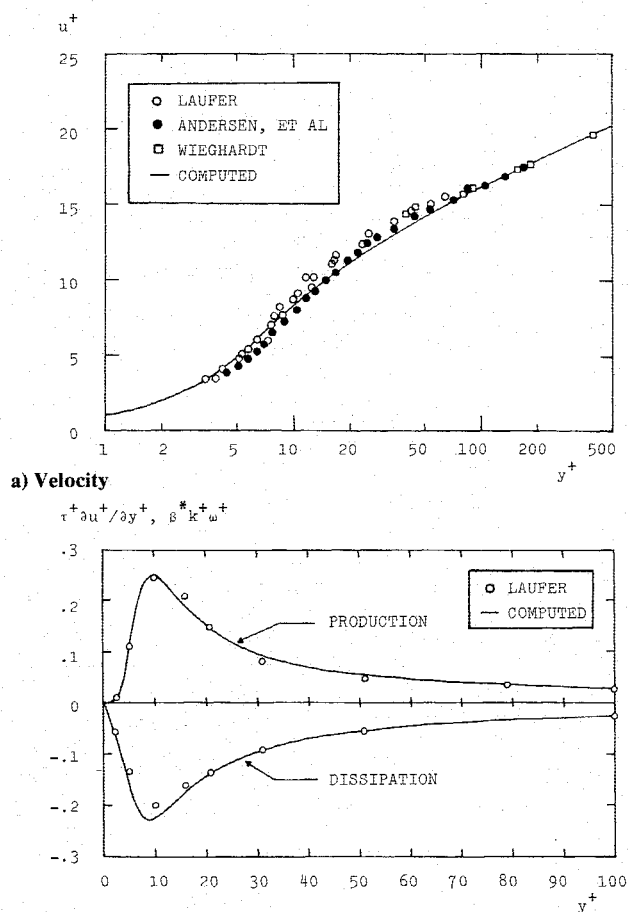 u⁺
25
20
15
10
5
0
LAUFER
ANDERSEN, ET AL
WIEGHARDT
COMPUTED
1 2 5 10 20 50 100 200 500
y⁺
a) Velocity
τ⁺∂u⁺/∂y⁺, β*k⁺ω⁺
.3
.2
.1
0
-.1
-.2
-.3
LAUFER
COMPUTED
PRODUCTION
DISSIPATION
0 10 20 30 40 50 60 70 80 90 100
y⁺